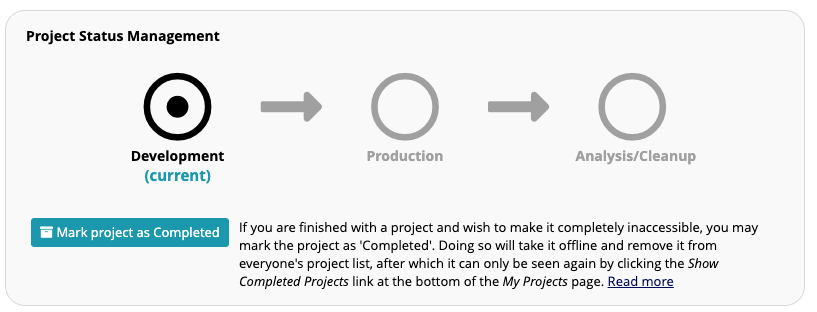 Project Status Management
Development
(current)
Production
Analysis/Cleanup
Mark project as Completed
If you are finished with a project and wish to make it completely inaccessible, you may
mark the project as 'Completed'. Doing so will take it offline and remove it from
everyone's project list, after which it can only be seen again by clicking the Show
Completed Projects link at the bottom of the My Projects page. Read more